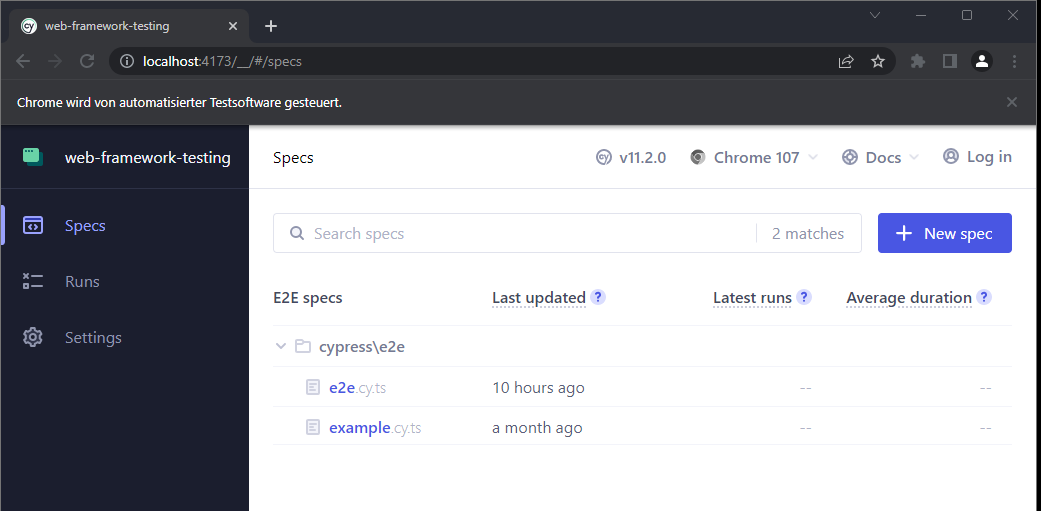 web-framework-testing
localhost:4173/__/#/specs
Chrome wird von automatisierter Testsoftware gesteuert.
web-framework-testing
Specs
Runs
Settings
Specs
cy v11.2.0 Chrome 107 Docs Log in
Search specs 2 matches New spec
E2E specs Last updated ? Latest runs ? Average duration ?
cypress\e2e
e2e.cy.ts 10 hours ago -- --
example.cy.ts a month ago -- --